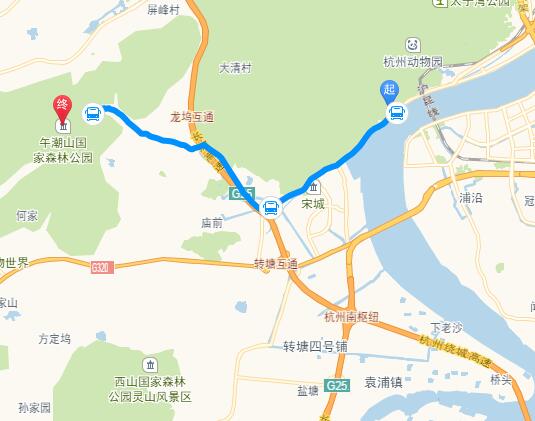 屏峰村
太子湾公园
杭州动物园
大清村
起
沪昆线
终
龙坞互通
午潮山国
家森林公园
G25
宋城
浦沿
何家
庙前
转塘互通
G320
杭州南枢纽
下老沙
方定坞
转塘四号铺
杭州绕城高速
桥头
西山国家森林
公园灵山风景区
G25
袁浦镇
盐塘
孙家园